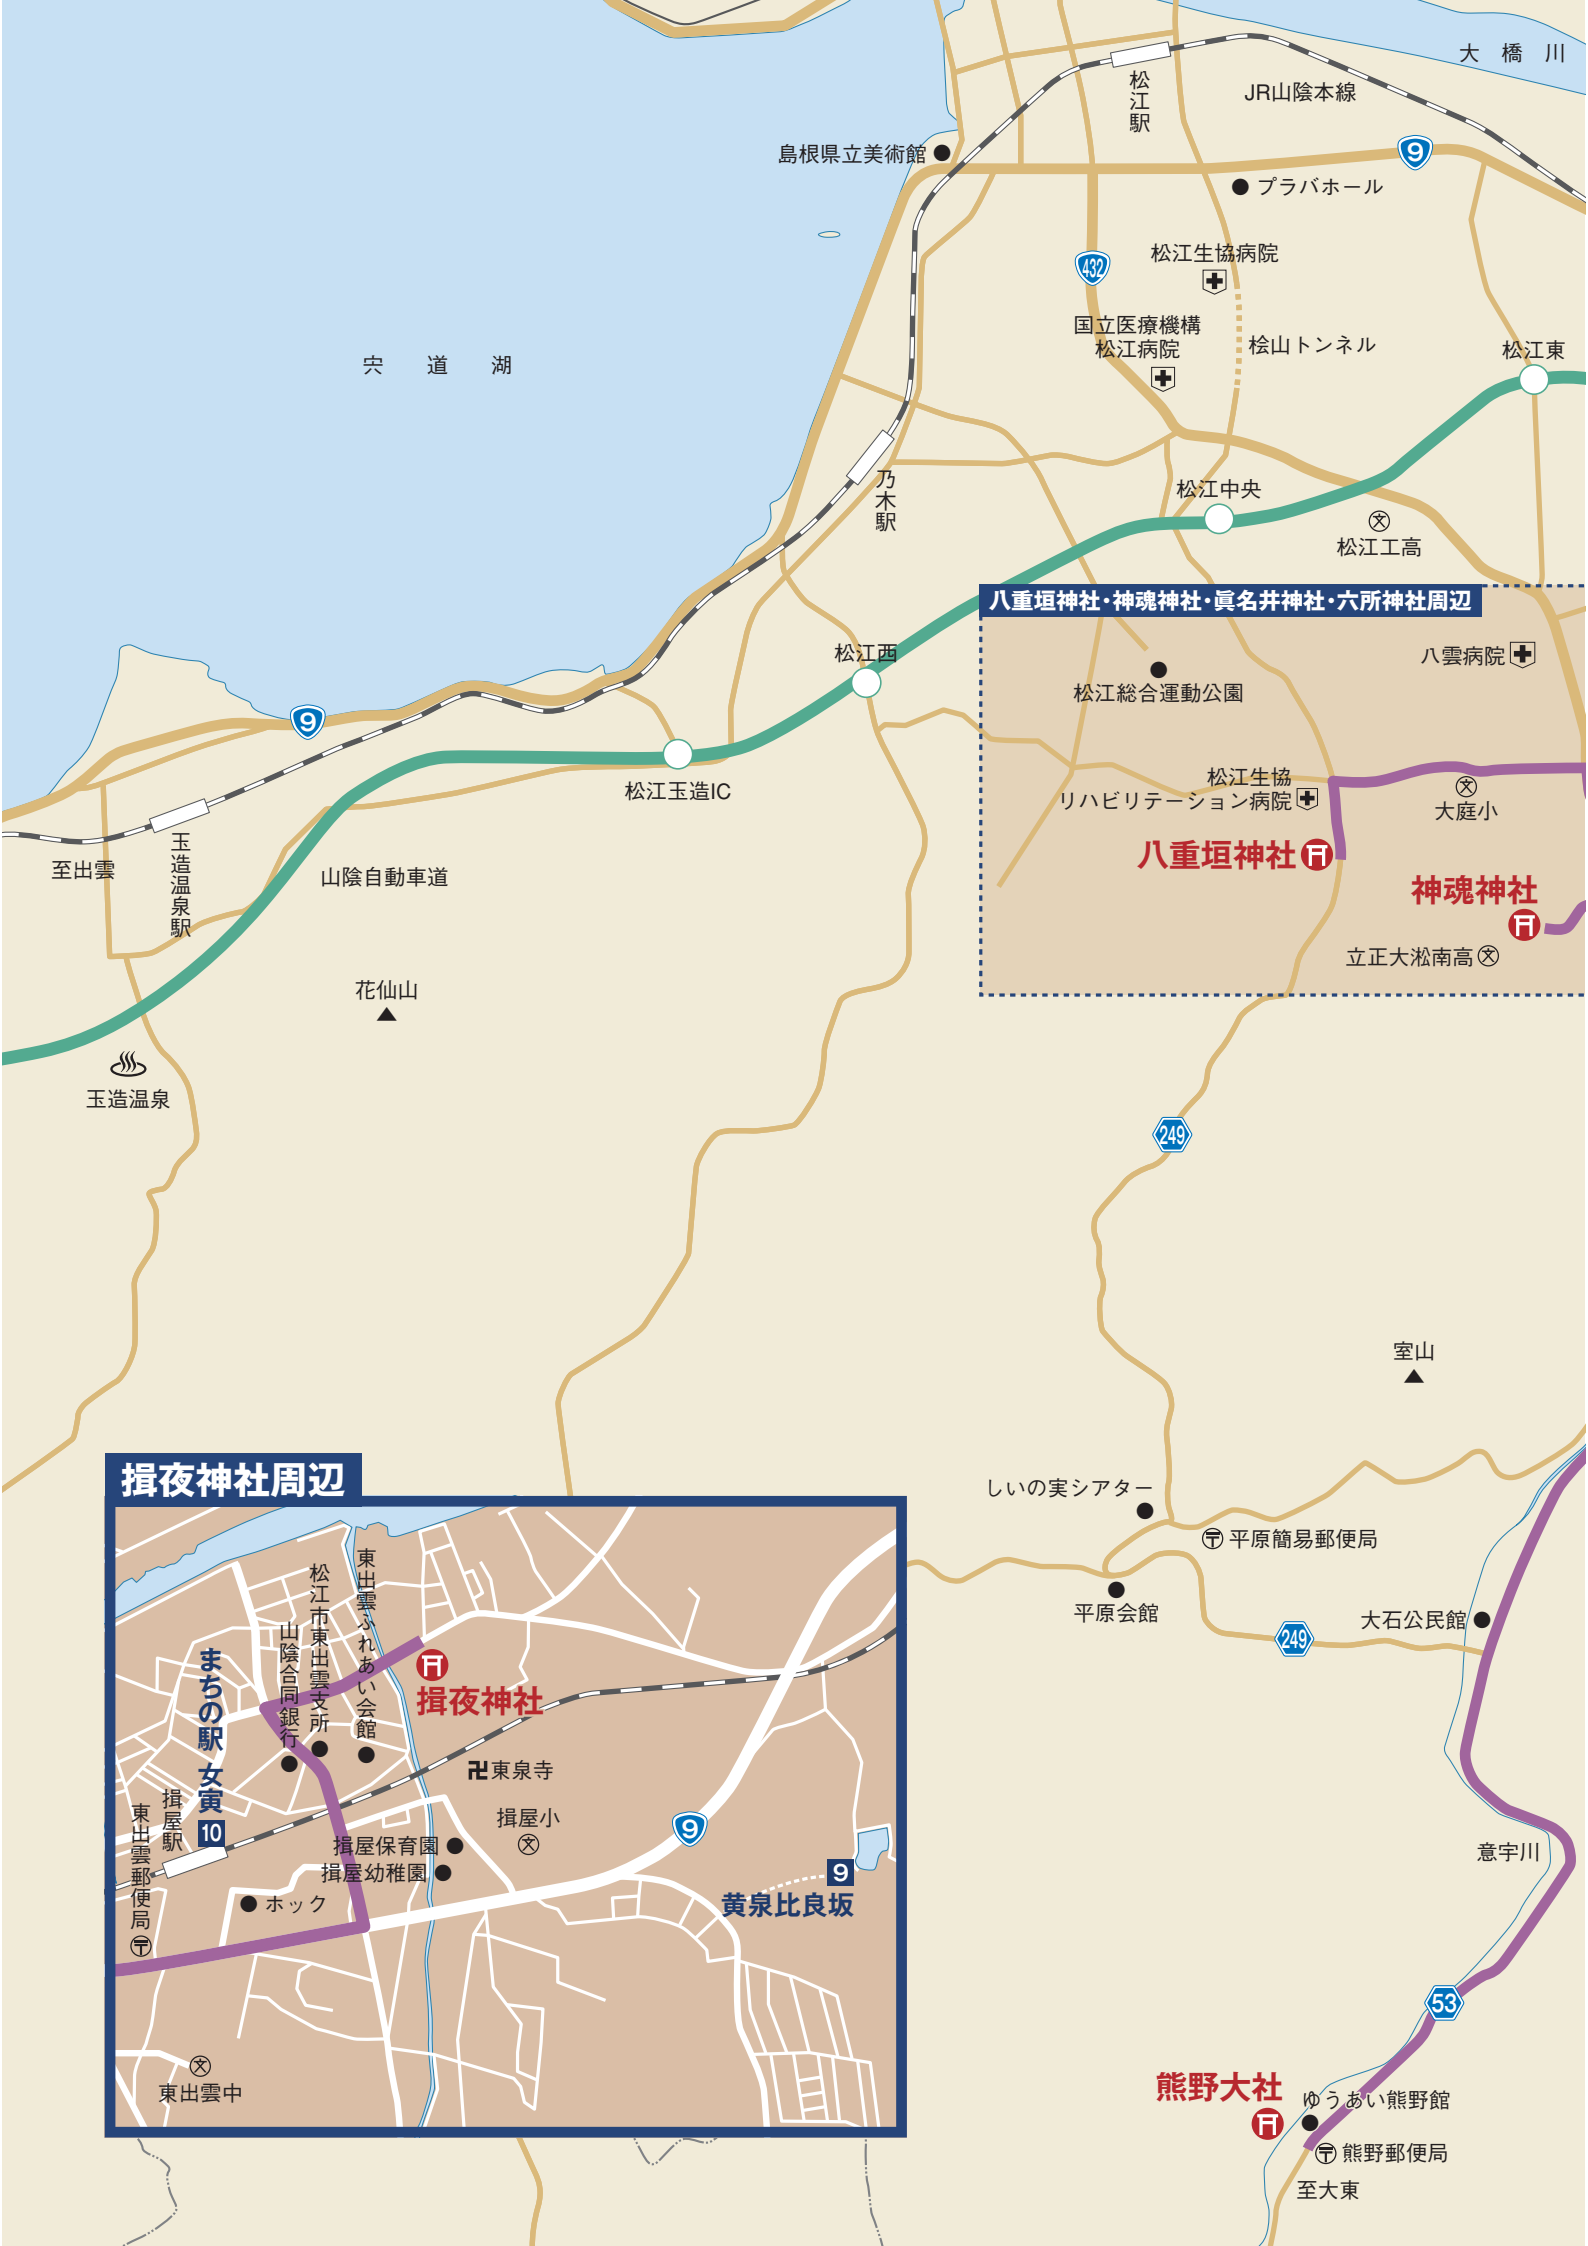 大橋川
松江駅
JR山陰本線
島根県立美術館
9
プラバホール
松江生協病院
432
国立医療機構
松江病院
桧山トンネル
松江東
宍道湖
乃木駅
松江中央
文
松江工高
八重垣神社・神魂神社・眞名井神社・六所神社周辺
松江西
八雲病院
松江総合運動公園
9
松江玉造IC
松江生協
リハビリテーション病院
文
大庭小
八重垣神社
神魂神社
立正大淞南高
文
至出雲
玉造温泉駅
山陰自動車道
花仙山
玉造温泉
249
室山
揖夜神社周辺
しいの実シアター
平原簡易郵便局
平原会館
249
大石公民館
東出雲ふれあい会館
松江市東出雲支所
山陰合同銀行
まちの駅 女寅
10
揖夜神社
東泉寺
揖屋駅
東出雲郵便局
揖屋小
文
9
揖屋保育園
揖屋幼稚園
9
黄泉比良坂
ホック
文
東出雲中
意宇川
53
熊野大社
ゆうあい熊野館
熊野郵便局
至大東